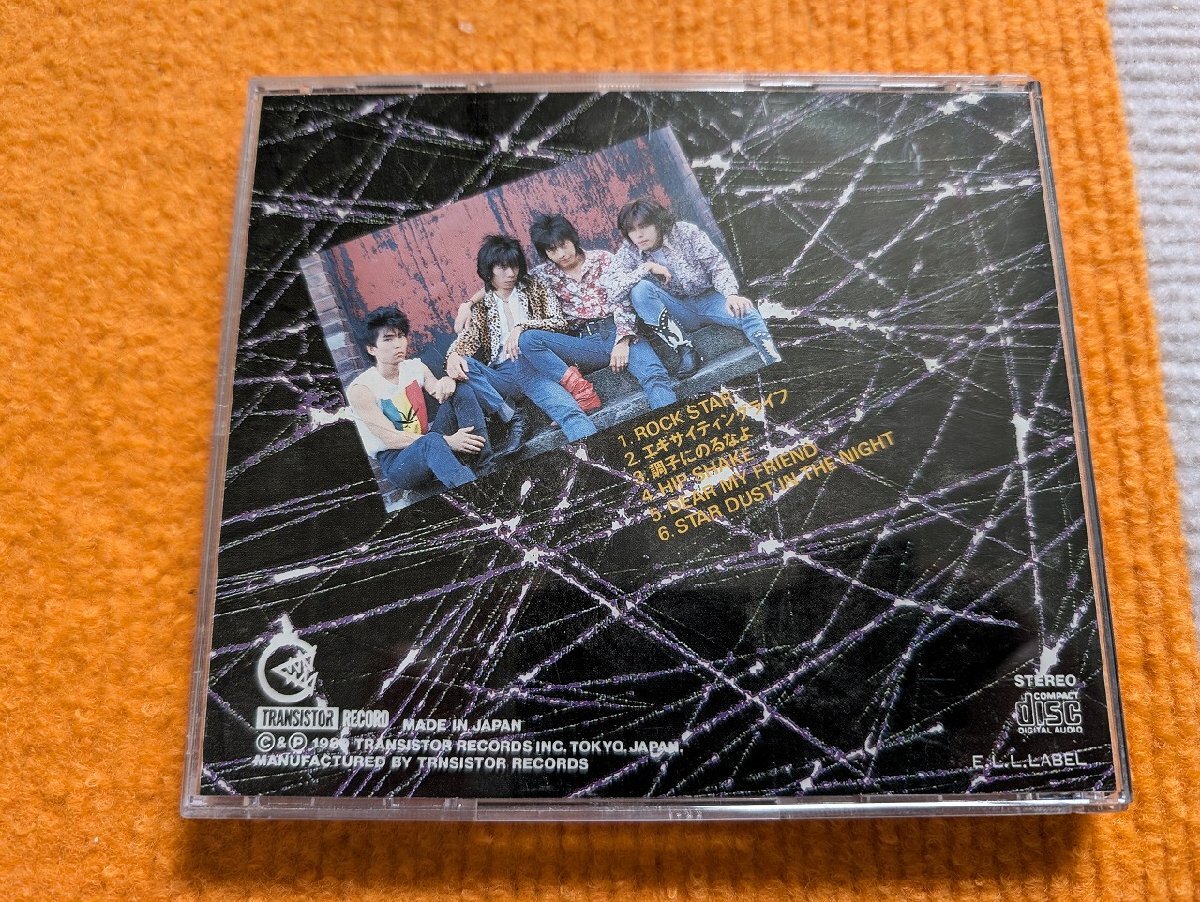 1. ROCK STAR
2. エキサイティングライフ
3. 調子にのるなよ
4. HIP SHAKE
5. DEAR MY FRIEND
6. STAR DUST IN THE NIGHT
TRANSISTOR RECORD MADE IN JAPAN
©&℗ TRANSISTOR RECORDS INC. TOKYO, JAPAN.
MANUFACTURED BY TRNSISTOR RECORDS
STEREO
COMPACT
disc
DIGITAL AUDIO
E.L.L.LABEL